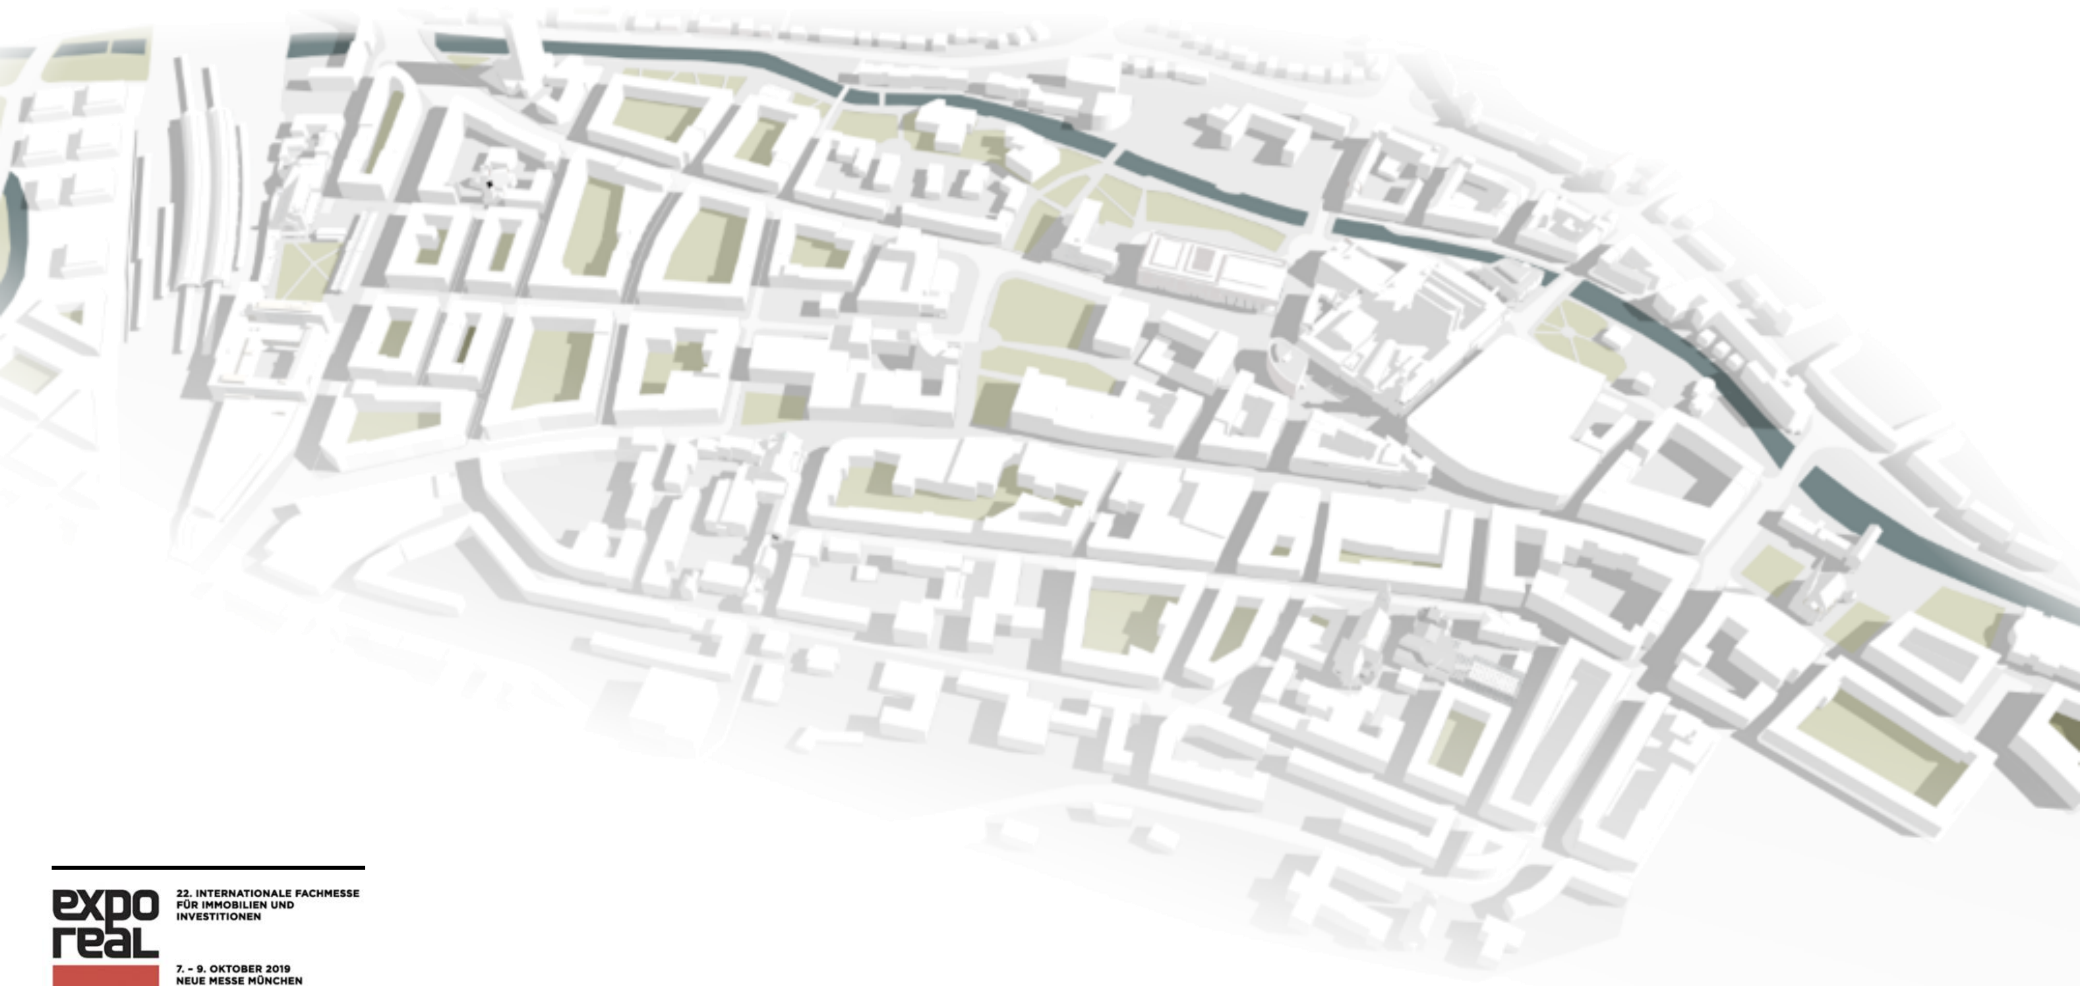 expo
real
22. INTERNATIONALE FACHMESSE
FÜR IMMOBILIEN UND
INVESTITIONEN
7. – 9. OKTOBER 2019
NEUE MESSE MÜNCHEN